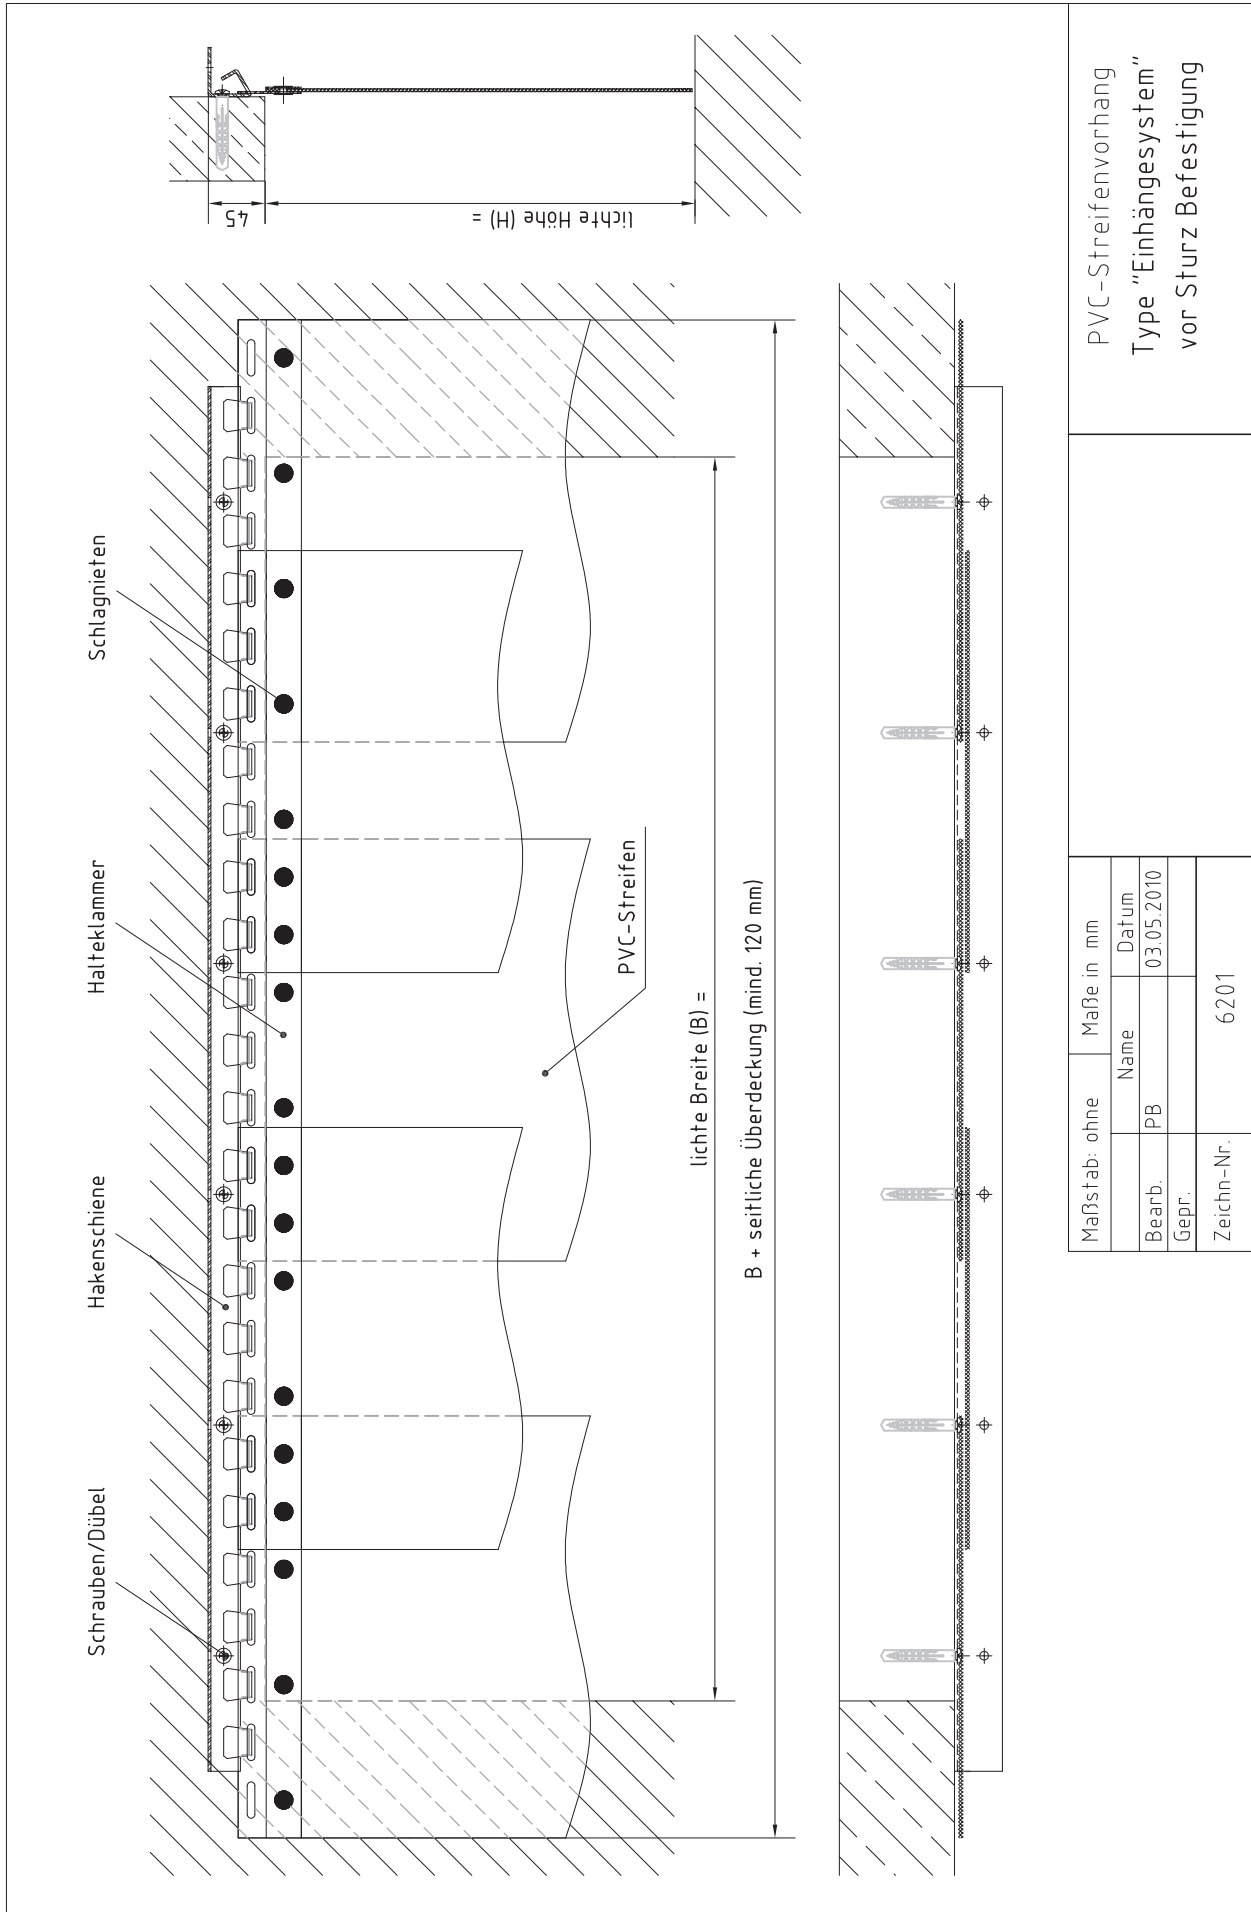 45
lichte Höhe (H) =
Schrauben/Dübel
Hakenschiene
Halteklammer
Schlagnieten
PVC-Streifen
lichte Breite (B) =
B + seitliche Überdeckung (mind. 120 mm)
Maßstab: ohne Maße in mm
Name Datum
Bearb. PB 03.05.2010
Gepr.
Zeichn-Nr. 6201
PVC-Streifenvorhang
Type "Einhängesystem"
vor Sturz Befestigung